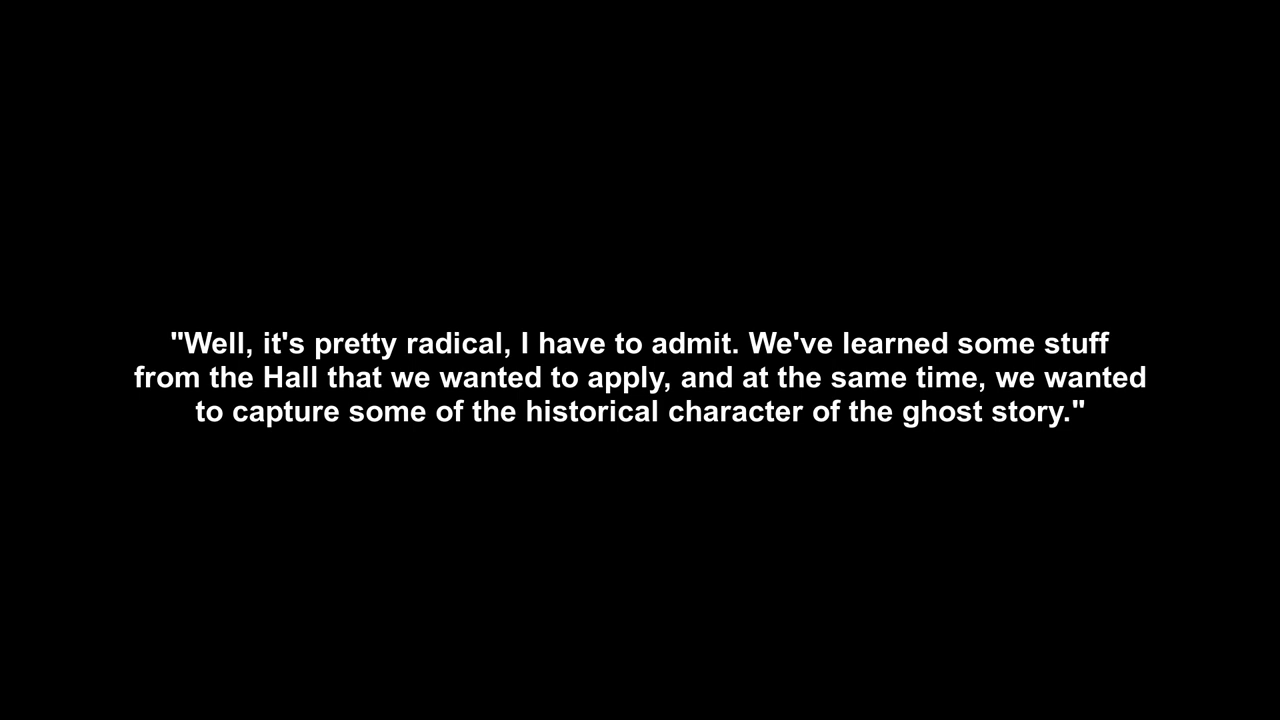 "Well, it's pretty radical, I have to admit. We've learned some stuff
from the Hall that we wanted to apply, and at the same time, we wanted
to capture some of the historical character of the ghost story."